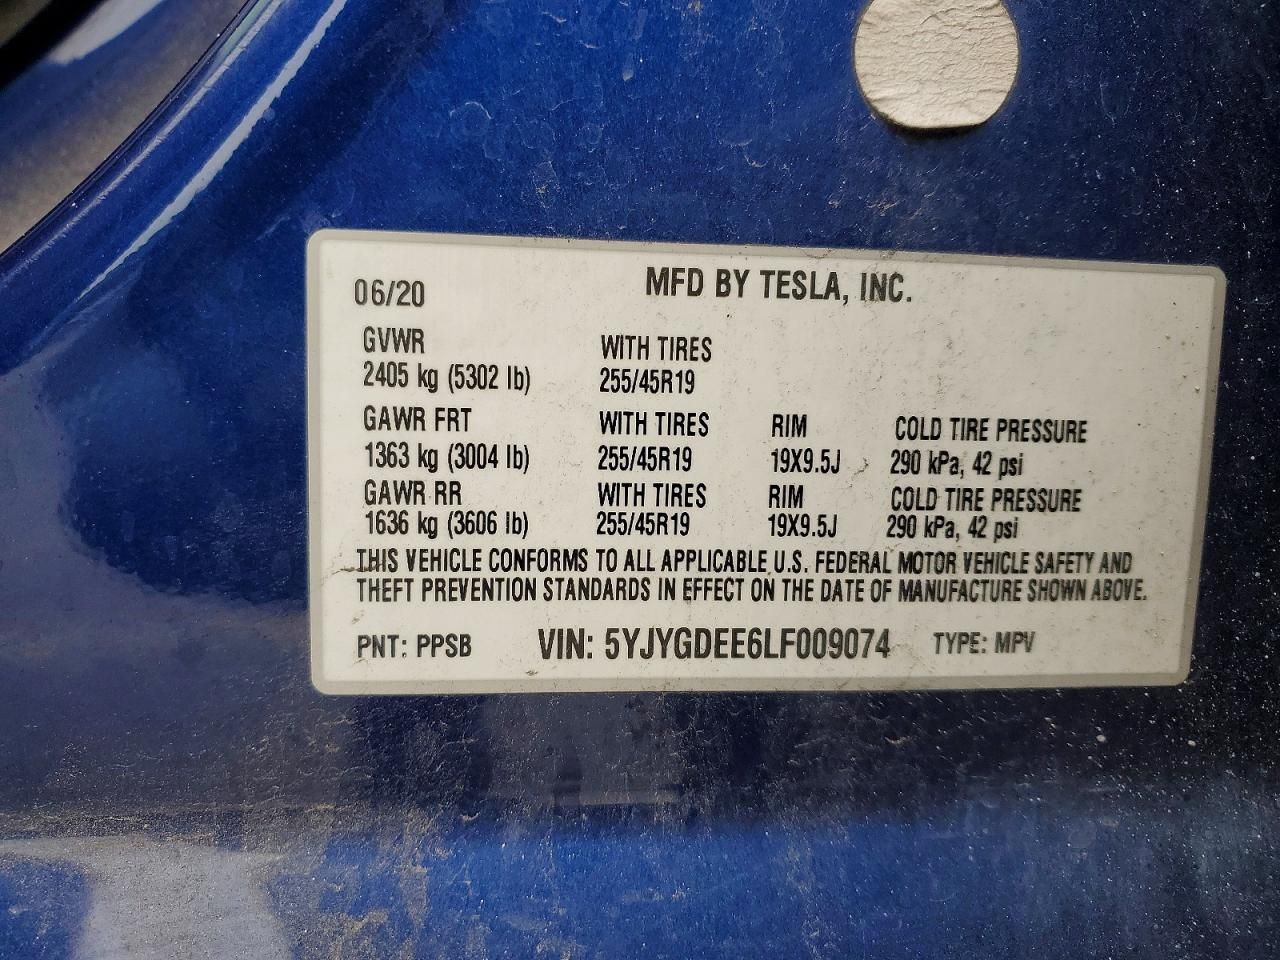 06/20 MFD BY TESLA, INC.
GVWR WITH TIRES
2405 kg (5302 lb) 255/45R19
GAWR FRT WITH TIRES RIM COLD TIRE PRESSURE
1363 kg (3004 lb) 255/45R19 19X9.5J 290 kPa, 42 psi
GAWR RR WITH TIRES RIM COLD TIRE PRESSURE
1636 kg (3606 lb) 255/45R19 19X9.5J 290 kPa, 42 psi
THIS VEHICLE CONFORMS TO ALL APPLICABLE U.S. FEDERAL MOTOR VEHICLE SAFETY AND
THEFT PREVENTION STANDARDS IN EFFECT ON THE DATE OF MANUFACTURE SHOWN ABOVE.
PNT: PPSB VIN: 5YJYGDEE6LF009074 TYPE: MPV